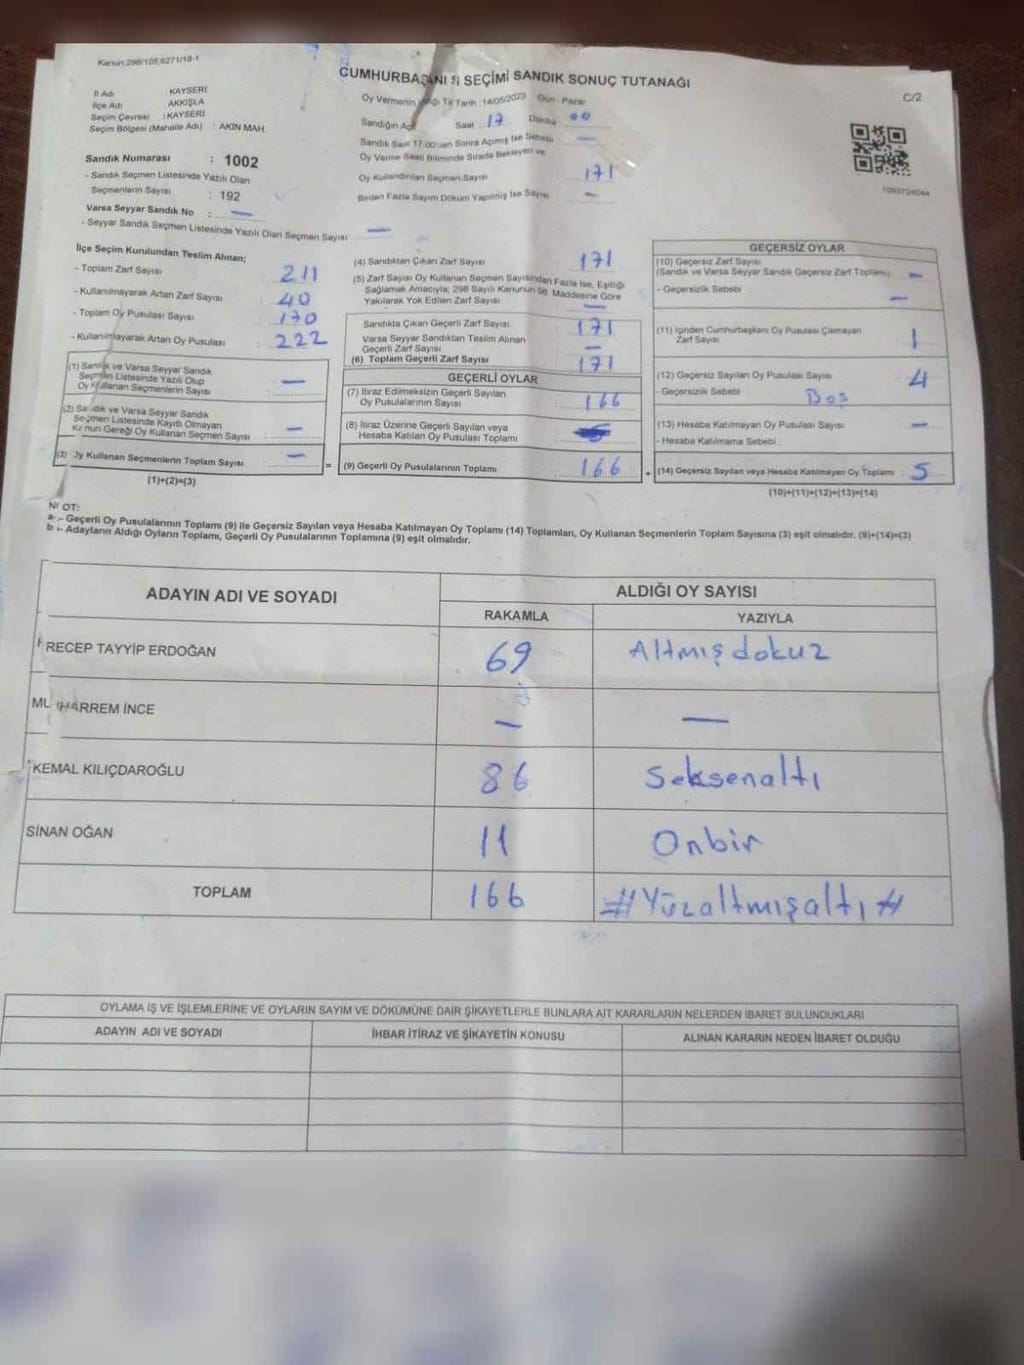 Kanun 298/105,6271/18-1
CUMHURBAŞKANI SEÇİMİ SANDIK SONUÇ TUTANAĞI
C/2
İl Adı KAYSERİ
İlçe Adı AKKIŞLA
Seçim Çevresi : KAYSERİ
Seçim Bölgesi (Mahalle Adı) : AKIN MAH.
Oy Vermenin Tarih 14/05/2023 Gün : Pazar
Sandığın Saat : 17 Dakika 00
Sandık Saat 17.00'den Sonra Açılmış İse Sebebi —
Oy Verme Saati Bitiminde Sırada Bekleyen ve
Oy Kullandırılan Seçmen Sayısı 171
Birden Fazla Sayım Döküm Yapılmış İse Sayısı —
Sandık Numarası : 1002
- Sandık Seçmen Listesinde Yazılı Olan
Seçmenlerin Sayısı : 192
Varsa Seyyar Sandık No : —
- Seyyar Sandık Seçmen Listesinde Yazılı Olan Seçmen Sayısı —
İlçe Seçim Kurulundan Teslim Alınan;
- Toplam Zarf Sayısı 211
- Kullanılmayarak Artan Zarf Sayısı 40
- Toplam Oy Pusulası Sayısı 170
- Kullanılmayarak Artan Oy Pusulası 222
(1) Sandık ve Varsa Seyyar Sandık
Seçmen Listesinde Yazılı Olup
Oy Kullanan Seçmenlerin Sayısı —
(2) Sandık ve Varsa Seyyar Sandık
Seçmen Listesinde Kayıtlı Olmayan
Kanun Gereği Oy Kullanan Seçmen Sayısı —
(3) Oy Kullanan Seçmenlerin Toplam Sayısı —
(1)+(2)=(3)
(4) Sandıktan Çıkan Zarf Sayısı 171
(5) Zarf Sayısı Oy Kullanan Seçmen Sayısından Fazla İse, Eşitliği
Sağlamak Amacıyla, 298 Sayılı Kanunun 98. Maddesine Göre
Yakılarak Yok Edilen Zarf Sayısı —
Sandıkta Çıkan Geçerli Zarf Sayısı 171
Varsa Seyyar Sandıktan Teslim Alınan
Geçerli Zarf Sayısı —
(6) Toplam Geçerli Zarf Sayısı 171
GEÇERLİ OYLAR
(7) İtiraz Edilmeksizin Geçerli Sayılan
Oy Pusulalarının Sayısı 166
(8) İtiraz Üzerine Geçerli Sayılan veya
Hesaba Katılan Oy Pusulası Toplamı
= (9) Geçerli Oy Pusulalarının Toplamı 166
GEÇERSİZ OYLAR
(10) Geçersiz Zarf Sayısı
(Sandık ve Varsa Seyyar Sandık Geçersiz Zarf Toplamı) —
- Geçersizlik Sebebi —
(11) İçinden Cumhurbaşkanı Oy Pusulası Çıkmayan
Zarf Sayısı 1
(12) Geçersiz Sayılan Oy Pusulası Sayısı 4
- Geçersizlik Sebebi : Boş
(13) Hesaba Katılmayan Oy Pusulası Sayısı : —
- Hesaba Katılmama Sebebi :
+ (14) Geçersiz Sayılan veya Hesaba Katılmayan Oy Toplamı : 5
(10)+(11)+(12)+(13)=(14)
NOT:
a - Geçerli Oy Pusulalarının Toplamı (9) ile Geçersiz Sayılan veya Hesaba Katılmayan Oy Toplamı (14) Toplamları, Oy Kullanan Seçmenlerin Toplam Sayısına (3) eşit olmalıdır. (9)+(14)=(3)
b - Adayların Aldığı Oyların Toplamı, Geçerli Oy Pusulalarının Toplamına (9) eşit olmalıdır.
ADAYIN ADI VE SOYADI ALDIĞI OY SAYISI
RAKAMLA YAZIYLA
RECEP TAYYİP ERDOĞAN 69 Altmışdokuz
MUHARREM İNCE — —
KEMAL KILIÇDAROĞLU 86 Seksenaltı
SİNAN OĞAN 11 Onbir
TOPLAM 166 #Yüzaltmışaltı#
OYLAMA İŞ VE İŞLEMLERİNE VE OYLARIN SAYIM VE DÖKÜMÜNE DAİR ŞİKAYETLERLE BUNLARA AİT KARARLARIN NELERDEN İBARET BULUNDUKLARI
ADAYIN ADI VE SOYADI İHBAR İTİRAZ VE ŞİKAYETİN KONUSU ALINAN KARARIN NEDEN İBARET OLDUĞU